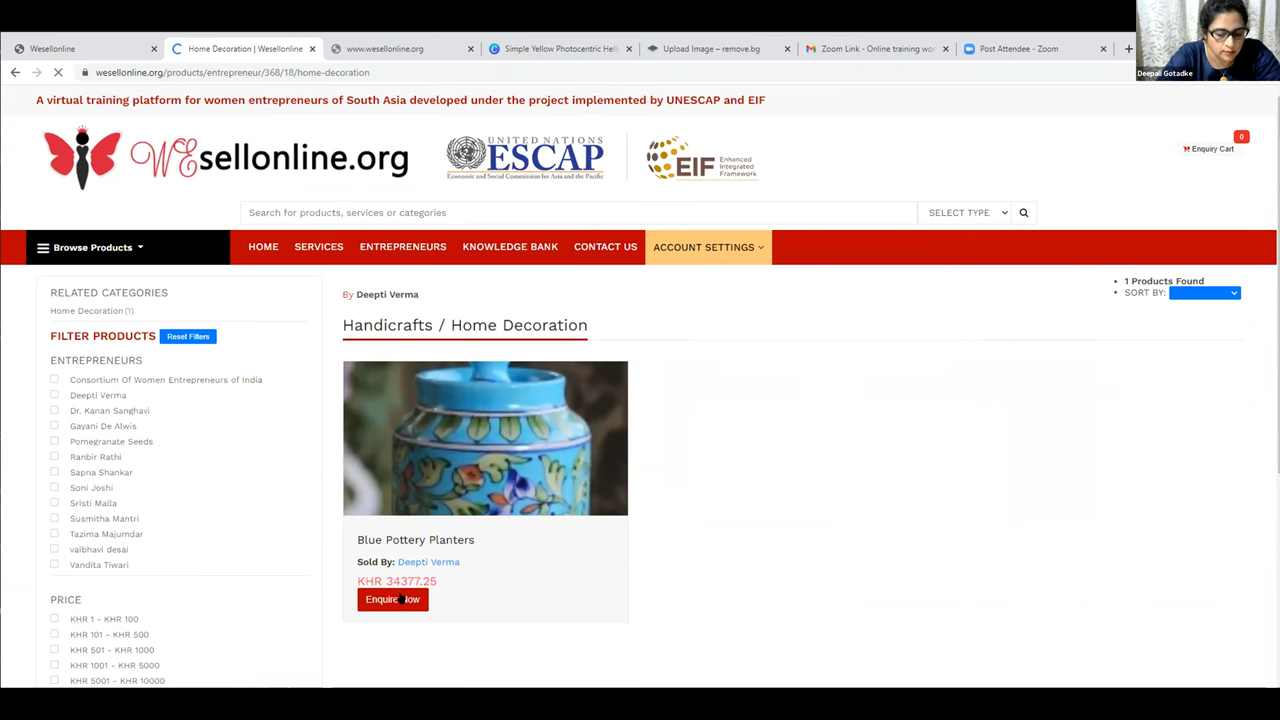 Wesellonline
Home Decoration | Wesellonline
www.wesellonline.org
Simple Yellow Photocentric Hell
Upload Image – remove.bg
Zoom Link - Online training wor
Post Attendee - Zoom
wesellonline.org/products/entrepreneur/368/18/home-decoration
Deepali Gotadke
A virtual training platform for women entrepreneurs of South Asia developed under the project implemented by UNESCAP and EIF
WEsellonline.org
UNITED NATIONS
ESCAP
Economic and Social Commission for Asia and the Pacific
EIF Enhanced Integrated Framework
0
Enquiry Cart
Search for products, services or categories
SELECT TYPE
Browse Products
HOME
SERVICES
ENTREPRENEURS
KNOWLEDGE BANK
CONTACT US
ACCOUNT SETTINGS
RELATED CATEGORIES
Home Decoration(1)
FILTER PRODUCTS
Reset Filters
ENTREPRENEURS
Consortium Of Women Entrepreneurs of India
Deepti Verma
Dr. Kanan Sanghavi
Gayani De Alwis
Pomegranate Seeds
Ranbir Rathi
Sapna Shankar
Soni Joshi
Sristi Malla
Susmitha Mantri
Tazima Majumdar
vaibhavi desai
Vandita Tiwari
PRICE
KHR 1 - KHR 100
KHR 101 - KHR 500
KHR 501 - KHR 1000
KHR 1001 - KHR 5000
KHR 5001 - KHR 10000
By Deepti Verma
1 Products Found
SORT BY:
Handicrafts / Home Decoration
Blue Pottery Planters
Sold By: Deepti Verma
KHR 34377.25
Enquire Now